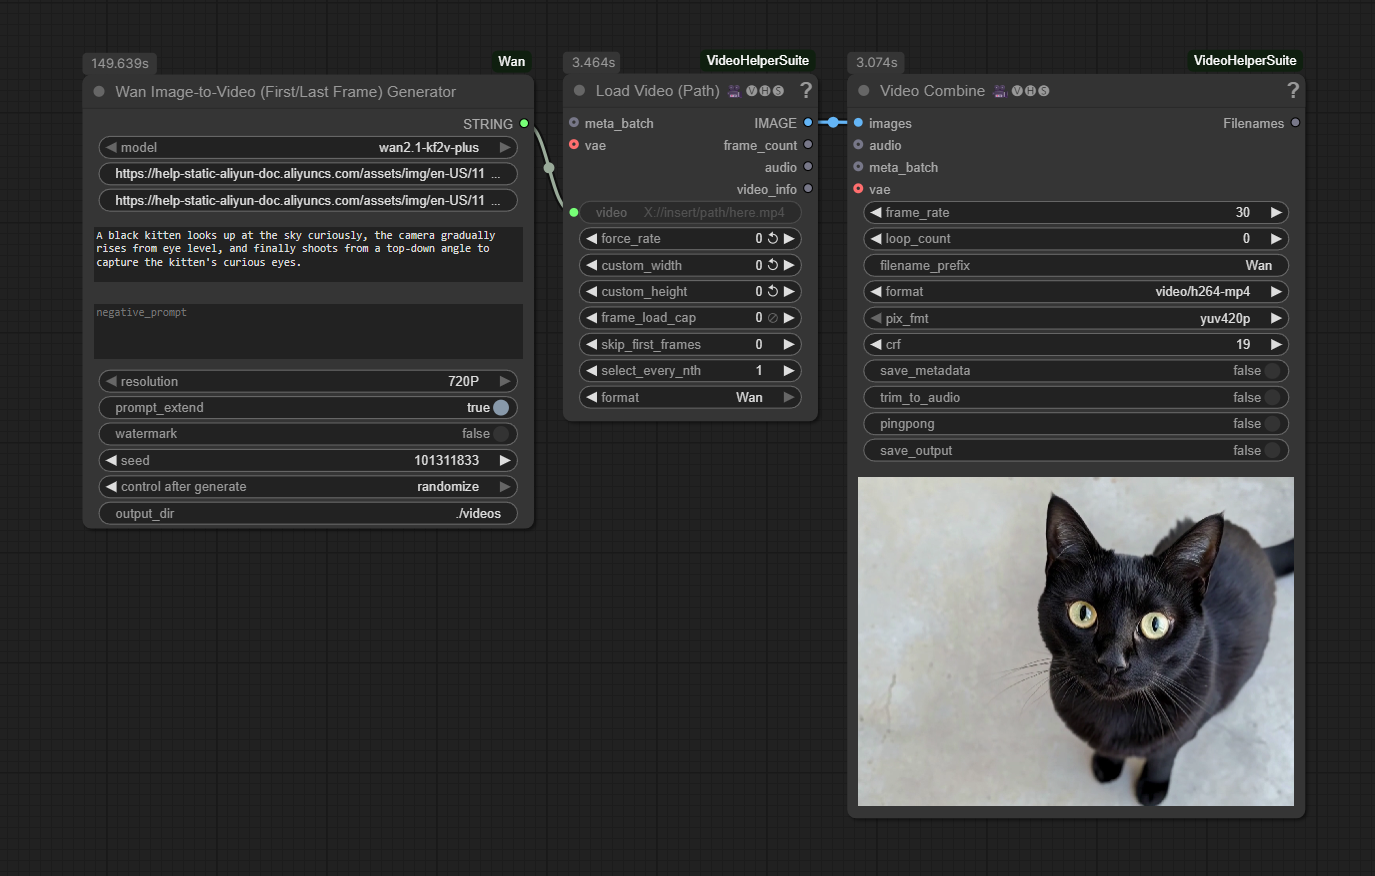 149.639s
Wan
Wan Image-to-Video (First/Last Frame) Generator
STRING
model wan2.1-kf2v-plus
https://help-static-aliyun-doc.aliyuncs.com/assets/img/en-US/11 ...
https://help-static-aliyun-doc.aliyuncs.com/assets/img/en-US/11 ...
A black kitten looks up at the sky curiously, the camera gradually
rises from eye level, and finally shoots from a top-down angle to
capture the kitten's curious eyes.
negative_prompt
resolution 720P
prompt_extend true
watermark false
seed 101311833
control after generate randomize
output_dir ./videos
3.464s
VideoHelperSuite
Load Video (Path) VHS ?
meta_batch IMAGE
vae frame_count
audio
video_info
video X://insert/path/here.mp4
force_rate 0
custom_width 0
custom_height 0
frame_load_cap 0
skip_first_frames 0
select_every_nth 1
format Wan
3.074s
VideoHelperSuite
Video Combine VHS ?
images Filenames
audio
meta_batch
vae
frame_rate 30
loop_count 0
filename_prefix Wan
format video/h264-mp4
pix_fmt yuv420p
crf 19
save_metadata false
trim_to_audio false
pingpong false
save_output false